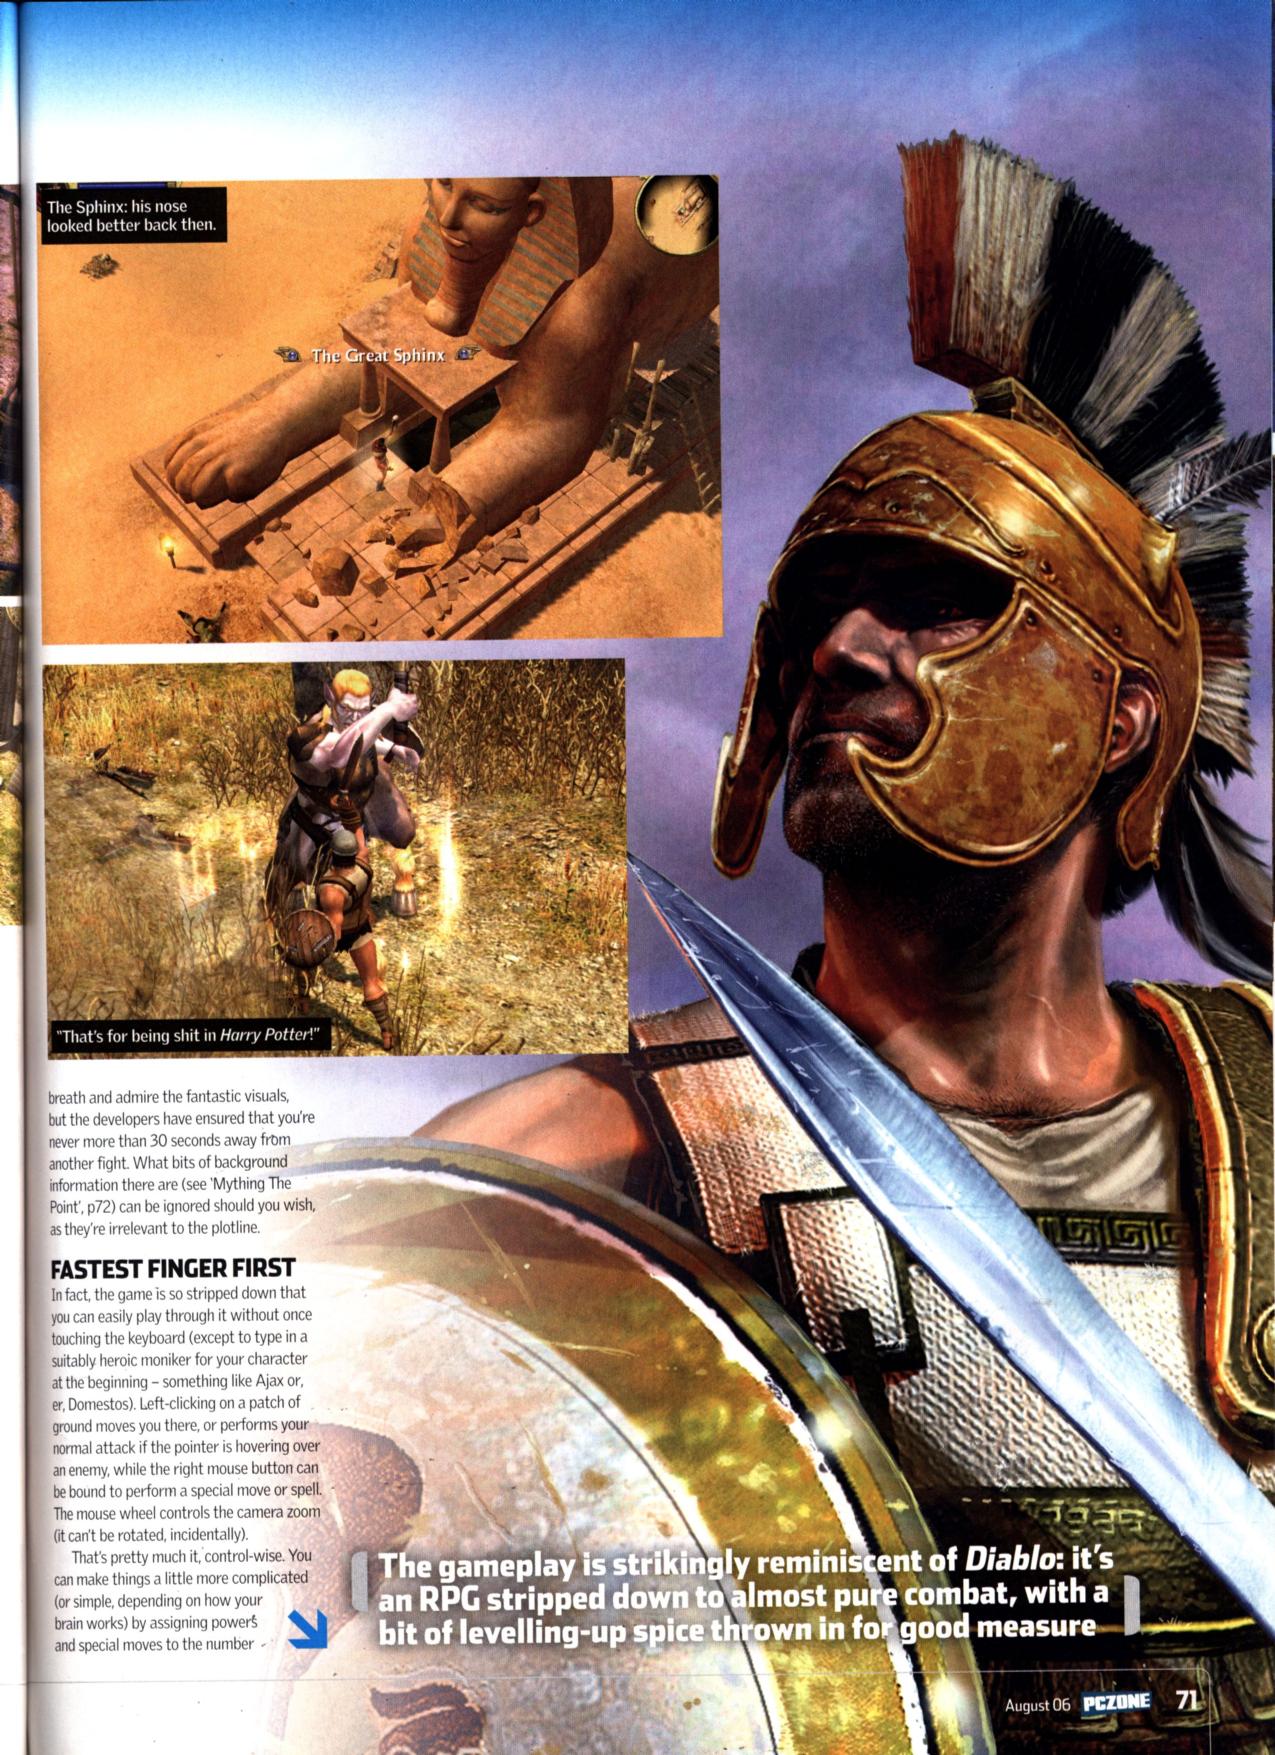 The Sphinx: his nose
looked better back then.
The Great Sphinx
"That's for being shit in Harry Potter!"
breath and admire the fantastic visuals,
but the developers have ensured that you're
never more than 30 seconds away from
another fight. What bits of background
information there are (see 'Mything The
Point', p72) can be ignored should you wish,
as they're irrelevant to the plotline.
FASTEST FINGER FIRST
In fact, the game is so stripped down that
you can easily play through it without once
touching the keyboard (except to type in a
suitably heroic moniker for your character
at the beginning – something like Ajax or,
er, Domestos). Left-clicking on a patch of
ground moves you there, or performs your
normal attack if the pointer is hovering over
an enemy, while the right mouse button can
be bound to perform a special move or spell.
The mouse wheel controls the camera zoom
(it can't be rotated, incidentally).
That's pretty much it, control-wise. You
can make things a little more complicated
(or simple, depending on how your
brain works) by assigning powers
and special moves to the number
The gameplay is strikingly reminiscent of Diablo: it's
an RPG stripped down to almost pure combat, with a
bit of levelling-up spice thrown in for good measure
August 06 PCZONE 71